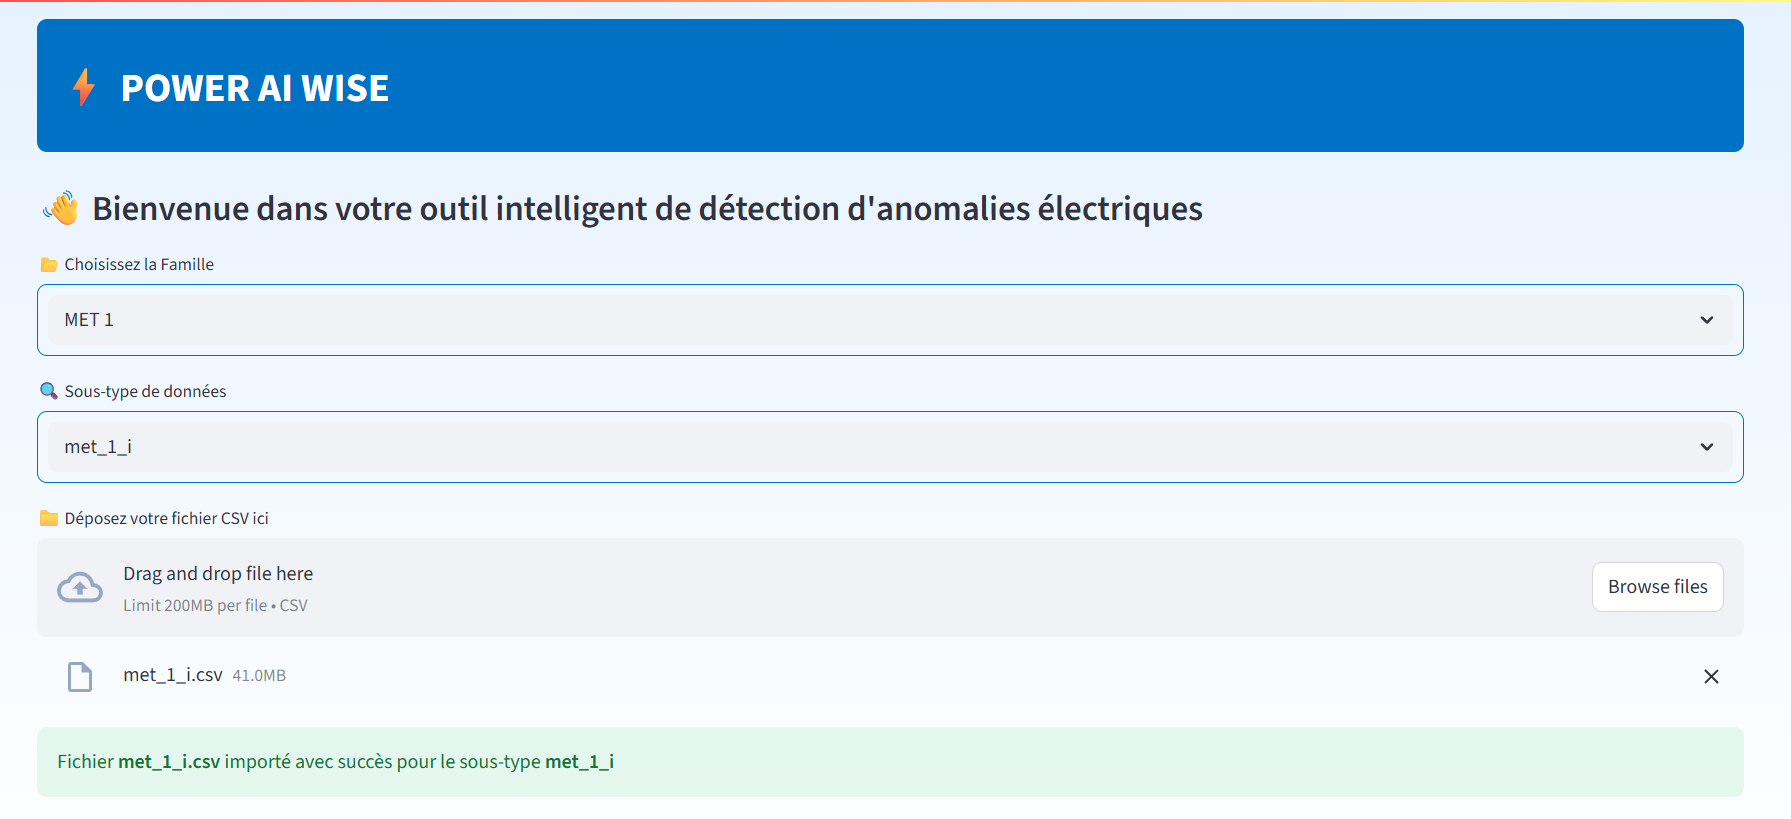 POWER AI WISE
Bienvenue dans votre outil intelligent de détection d'anomalies électriques
Choisissez la Famille
MET 1
Sous-type de données
met_1_i
Déposez votre fichier CSV ici
Drag and drop file here
Limit 200MB per file • CSV
Browse files
met_1_i.csv 41.0MB
Fichier met_1_i.csv importé avec succès pour le sous-type met_1_i